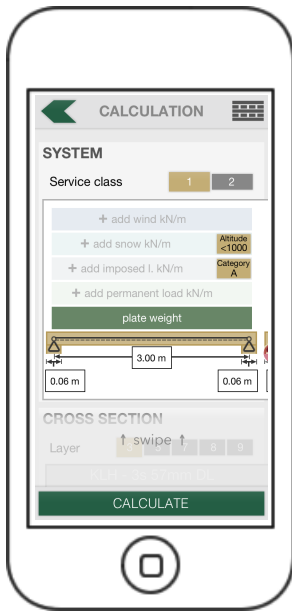 CALCULATION
SYSTEM
Service class 1 2
+ add wind kN/m
+ add snow kN/m Altitude <1000
+ add imposed l. kN/m Category A
+ add permanent load kN/m
plate weight
3.00 m
0.06 m 0.06 m
CROSS SECTION
↑ swipe ↑
Layer 3 5 7 8 9
CALCULATE